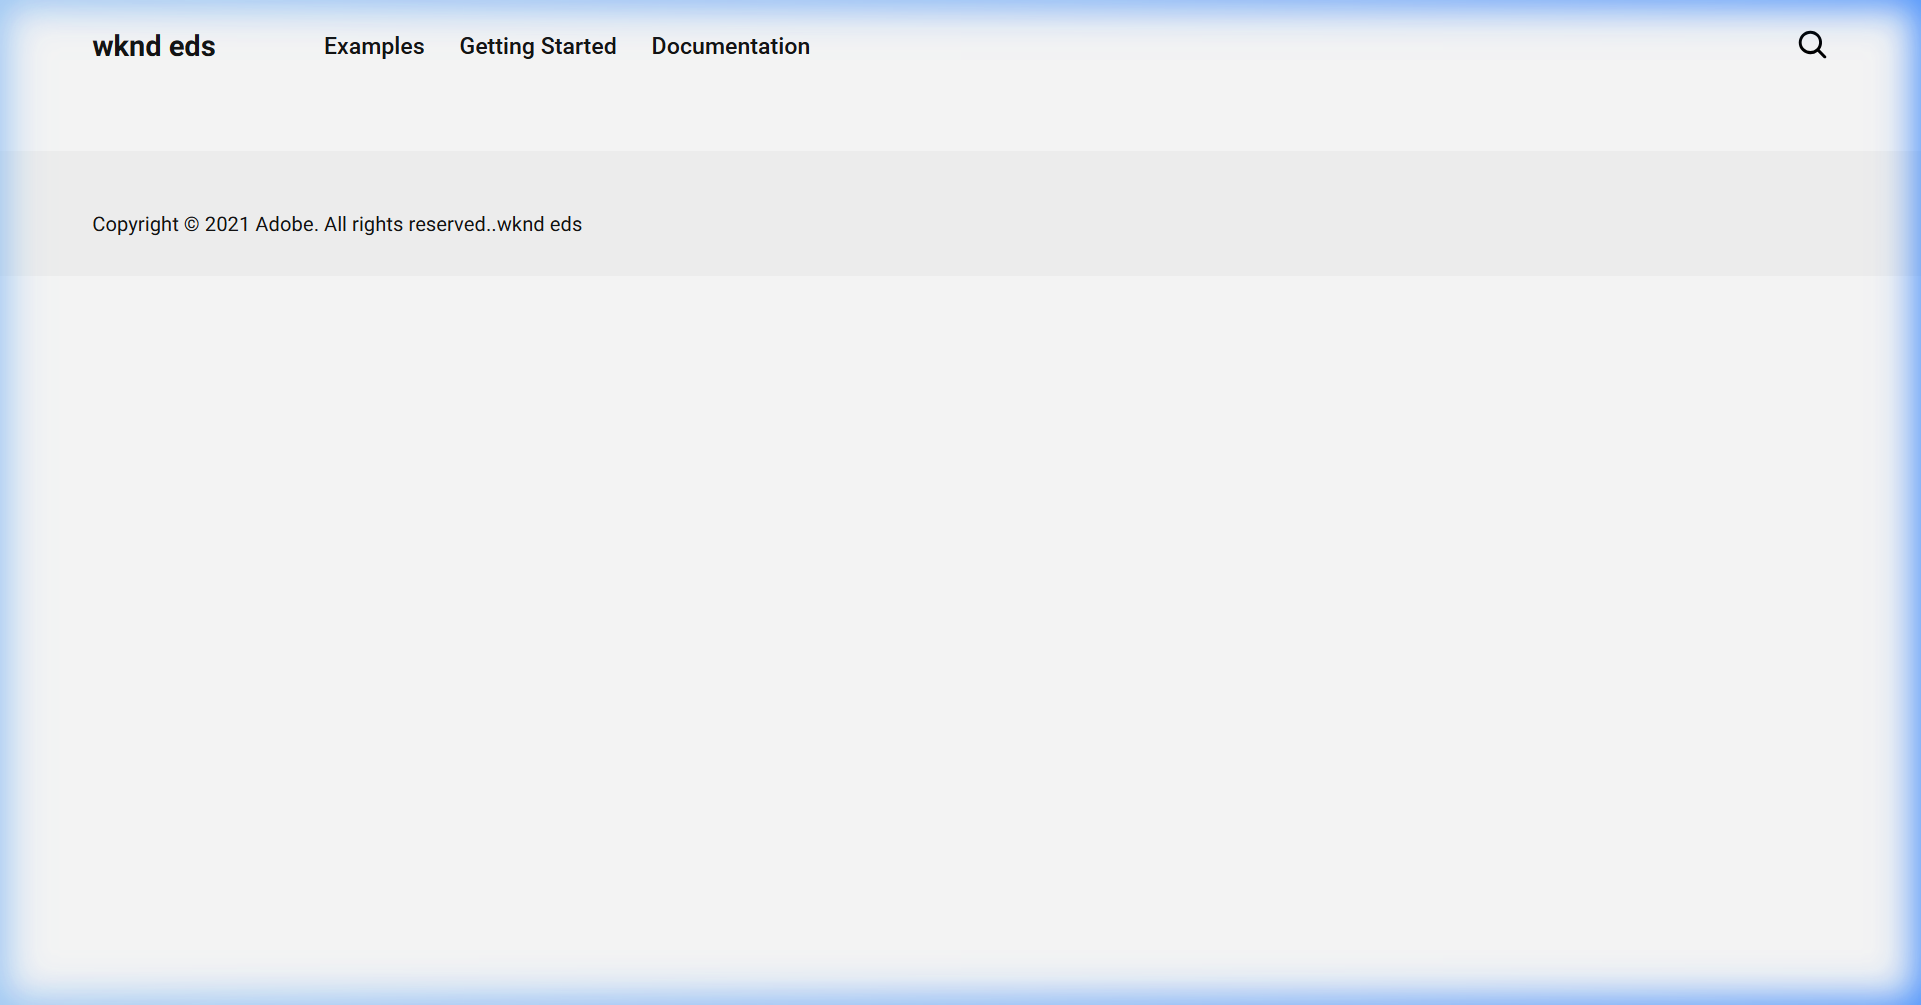 wknd eds
Examples Getting Started Documentation
Copyright © 2021 Adobe. All rights reserved..wknd eds